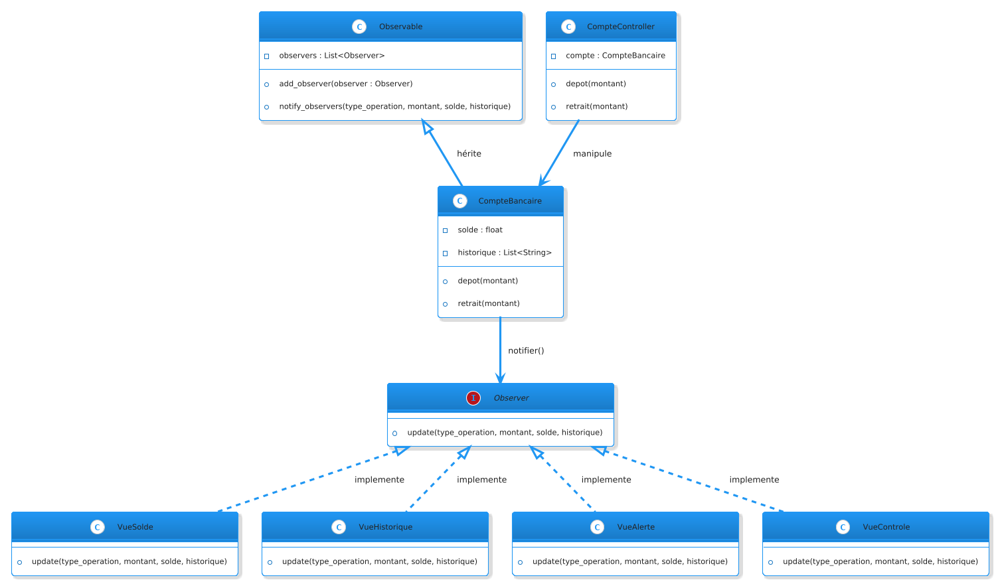 C Observable
observers : List<Observer>
add_observer(observer : Observer)
notify_observers(type_operation, montant, solde, historique)
C CompteController
compte : CompteBancaire
depot(montant)
retrait(montant)
hérite
manipule
C CompteBancaire
solde : float
historique : List<String>
depot(montant)
retrait(montant)
notifier()
I Observer
update(type_operation, montant, solde, historique)
implemente
implemente
implemente
implemente
C VueSolde
update(type_operation, montant, solde, historique)
C VueHistorique
update(type_operation, montant, solde, historique)
C VueAlerte
update(type_operation, montant, solde, historique)
C VueControle
update(type_operation, montant, solde, historique)